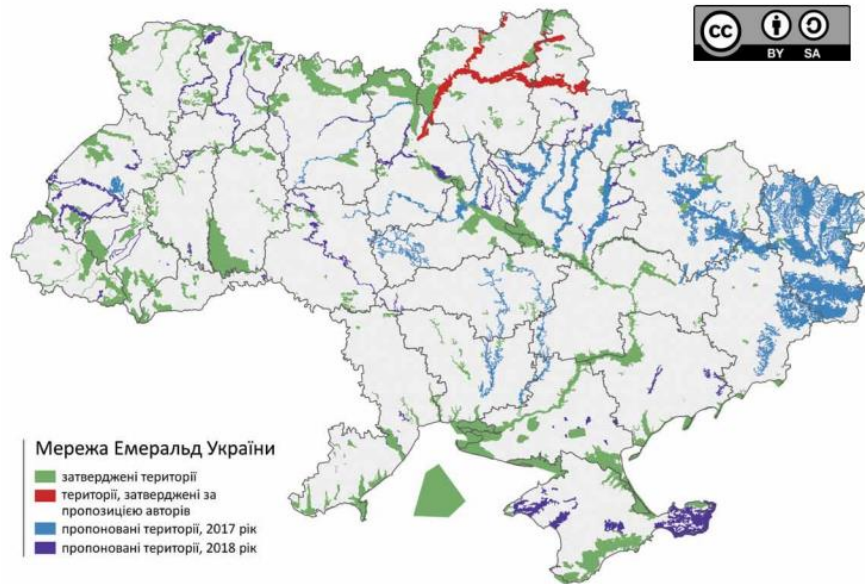 cc
BY SA
Мережа Емеральд України
затверджені території
території, затверджені за
пропозицією авторів
пропоновані території, 2017 рік
пропоновані території, 2018 рік